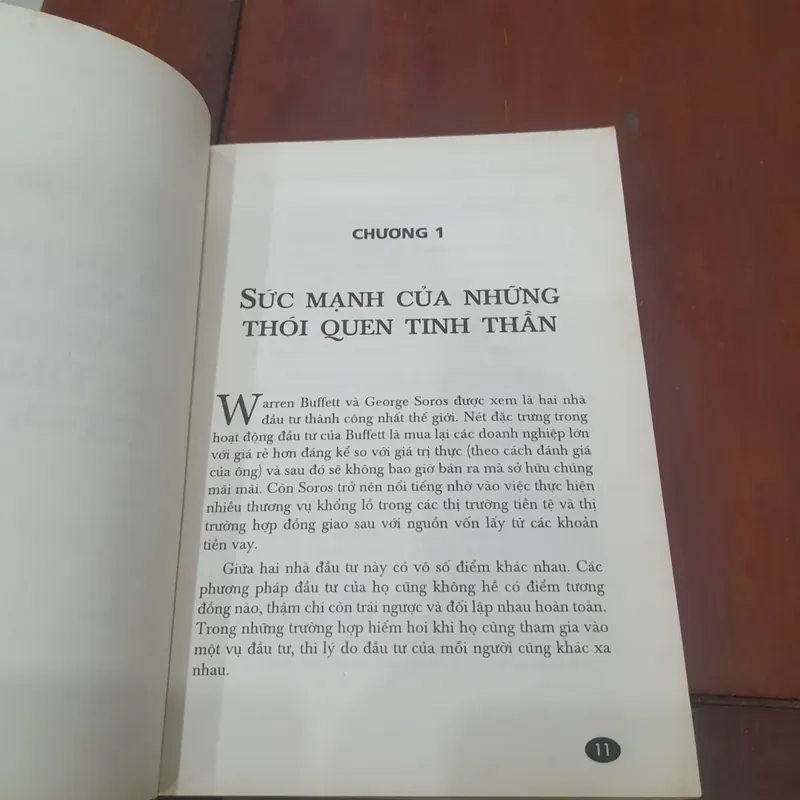 CHƯƠNG 1
SỨC MẠNH CỦA NHỮNG
THÓI QUEN TINH THẦN
Warren Buffett và George Soros được xem là hai nhà
đầu tư thành công nhất thế giới. Nét đặc trưng trong
hoạt động đầu tư của Buffett là mua lại các doanh nghiệp lớn
với giá rẻ hơn đáng kể so với giá trị thực (theo cách đánh giá
của ông) và sau đó sẽ không bao giờ bán ra mà sở hữu chúng
mãi mãi. Còn Soros trở nên nổi tiếng nhờ vào việc thực hiện
nhiều thương vụ khổng lồ trong các thị trường tiền tệ và thị
trường hợp đồng giao sau với nguồn vốn lấy từ các khoản
tiền vay.
Giữa hai nhà đầu tư này có vô số điểm khác nhau. Các
phương pháp đầu tư của họ cũng không hề có điểm tương
đồng nào, thậm chí còn trái ngược và đối lập nhau hoàn toàn.
Trong những trường hợp hiếm hoi khi họ cùng tham gia vào
một vụ đầu tư, thì lý do đầu tư của mỗi người cũng khác xa
nhau.
11